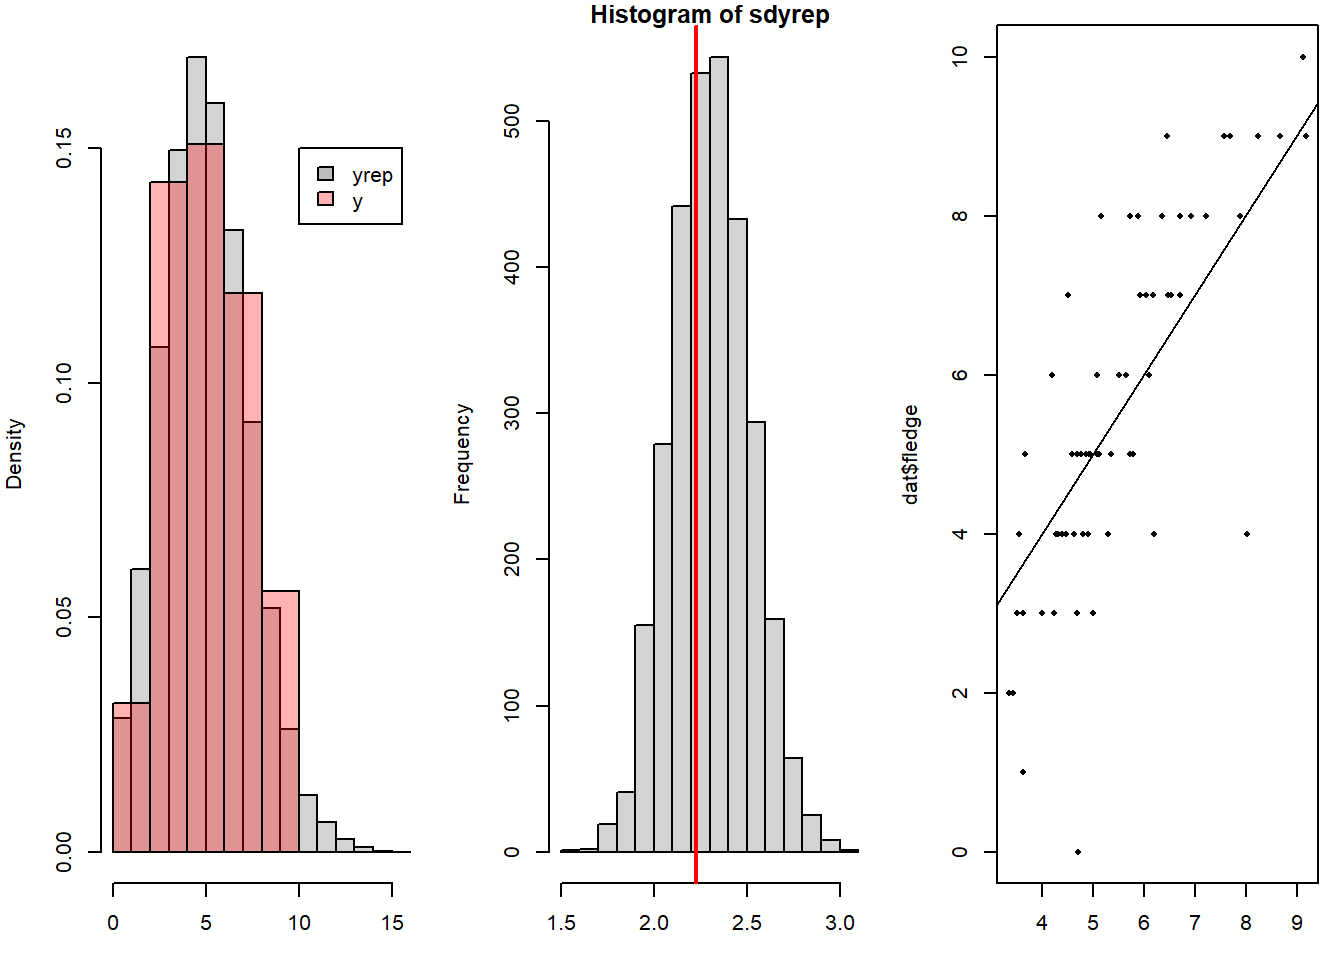 Density
0.00 0.05 0.10 0.15
yrep
y
0 5 10 15
Histogram of sdyrep
Frequency
0 100 200 300 400 500
1.5 2.0 2.5 3.0
dat$fledge
0 2 4 6 8 10
4 5 6 7 8 9